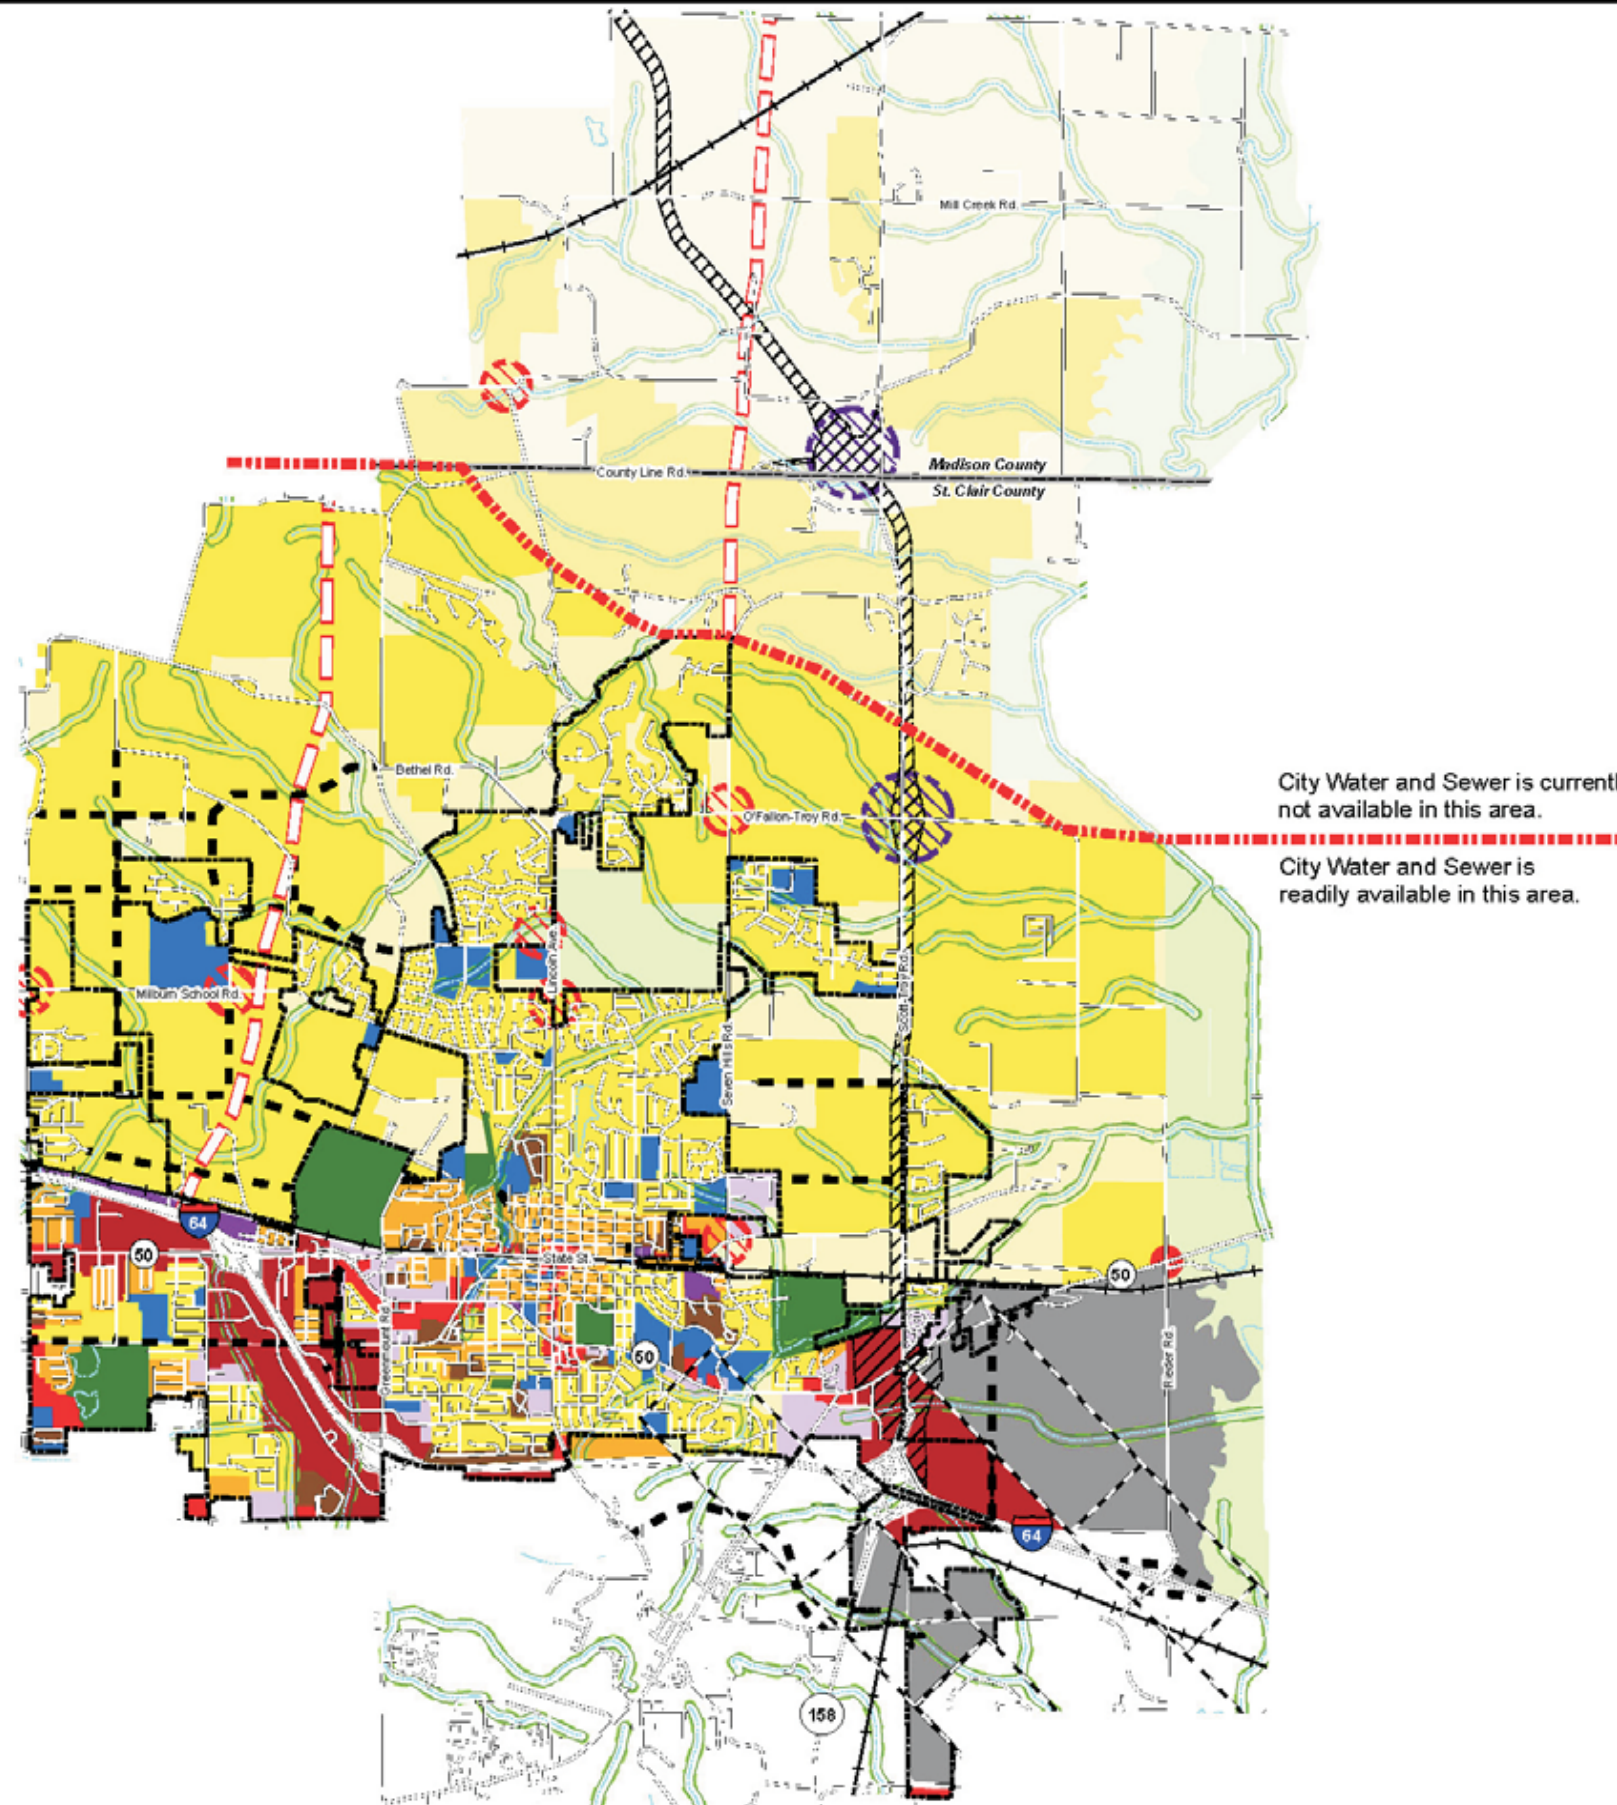 Mill Creek Rd.
Madison County
County Line Rd.
St. Clair County
Bethel Rd.
City Water and Sewer is currentl
not available in this area.
O'Fallon-Troy Rd.
City Water and Sewer is
readily available in this area.
Lincoln Ave.
Scott-Troy Rd.
Milburn School Rd.
Seven Hills Rd.
64
50
State St.
50
Greenmount Rd.
50
Rieder Rd.
64
158